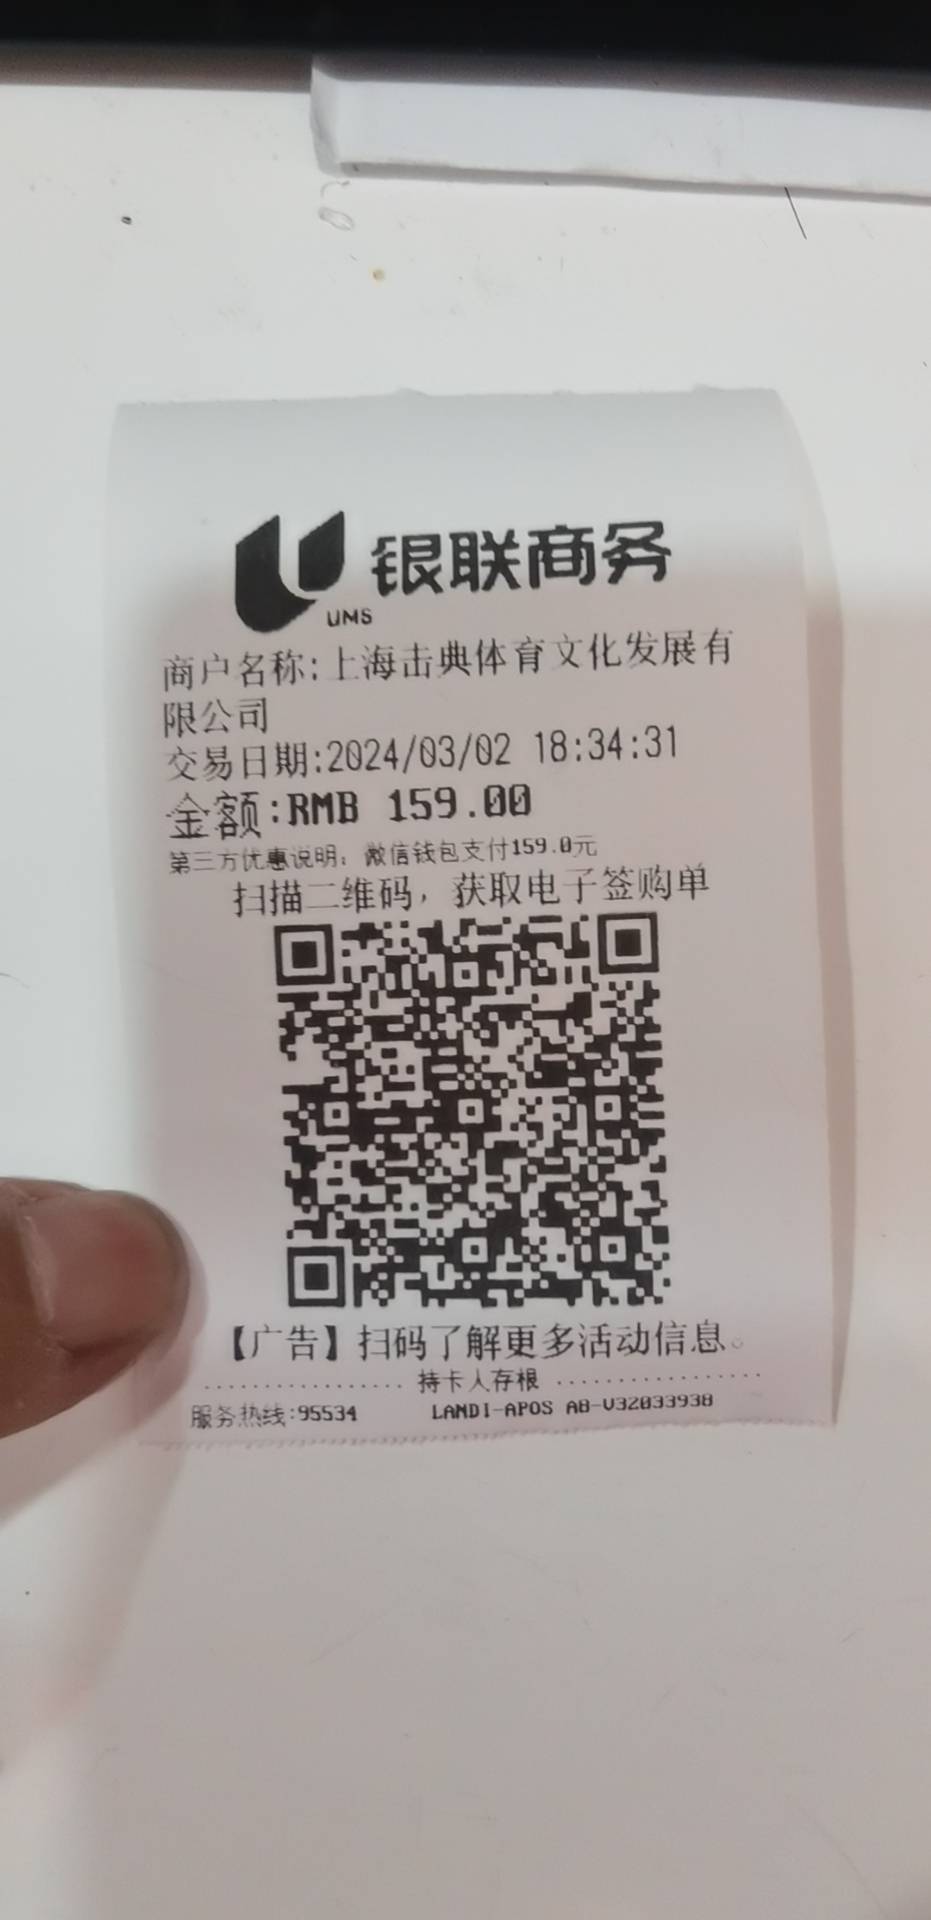 银联商务
UMS
商户名称:上海击典体育文化发展有
限公司
交易日期:2024/03/02 18:34:31
金额:RMB 159.00
第三方优惠说明：微信钱包支付159.0元
扫描二维码，获取电子签购单
【广告】扫码了解更多活动信息。
持卡人存根
服务热线:95534 LANDI-APOS A8-V32033938